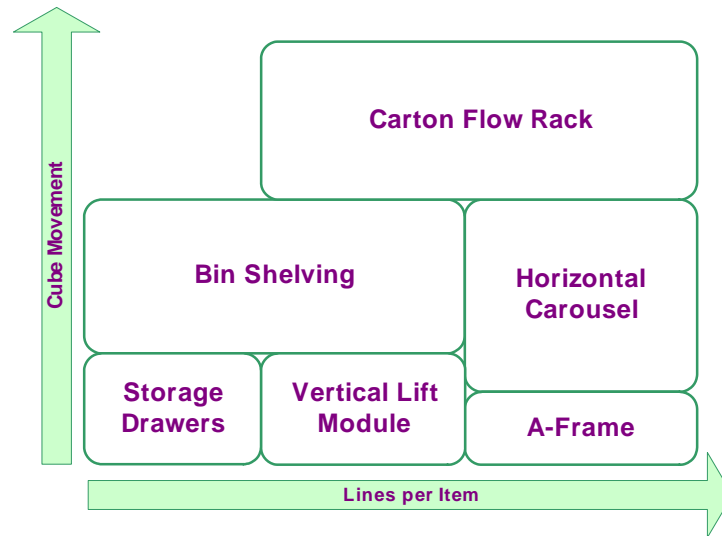 Cube Movement
Carton Flow Rack
Bin Shelving
Horizontal
Carousel
Storage
Drawers
Vertical Lift
Module
A-Frame
Lines per Item